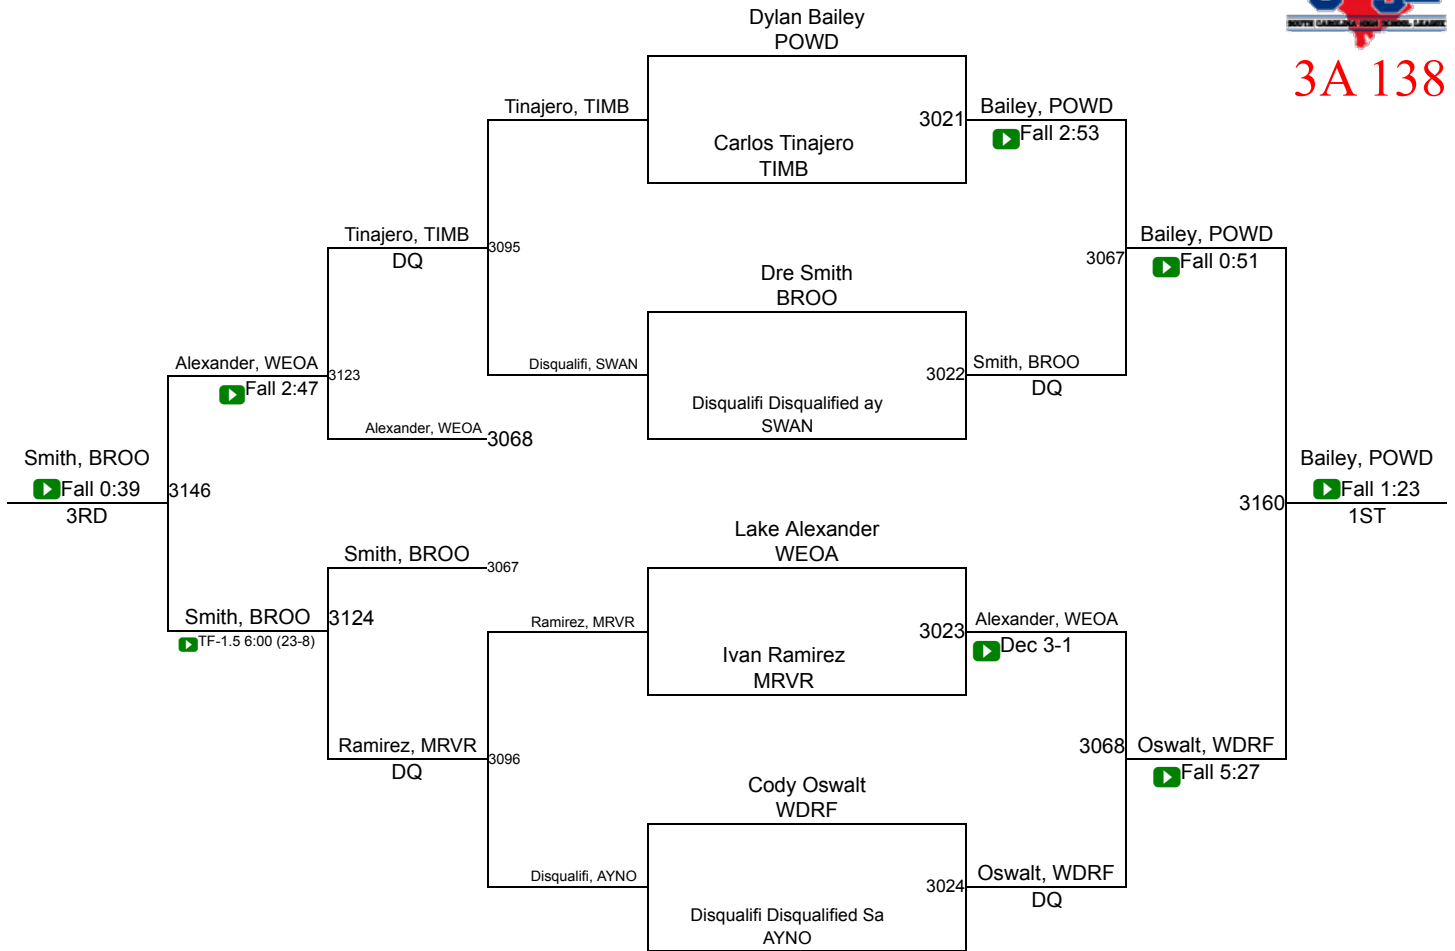 SOUTH CAROLINA HIGH SCHOOL LEAGUE
3A 138
Dylan Bailey
POWD
Tinajero, TIMB
3021
Bailey, POWD
Fall 2:53
Carlos Tinajero
TIMB
Tinajero, TIMB
DQ
3095
3067
Bailey, POWD
Fall 0:51
Dre Smith
BROO
Alexander, WEOA
Fall 2:47
3123
Disqualifi, SWAN
3022
Smith, BROO
DQ
Disqualifi Disqualified ay
SWAN
Alexander, WEOA
3068
Smith, BROO
Fall 0:39
3RD
3146
3160
Bailey, POWD
Fall 1:23
1ST
Lake Alexander
WEOA
Smith, BROO
3067
Smith, BROO
TF-1.5 6:00 (23-8)
3124
Ramirez, MRVR
3023
Alexander, WEOA
Dec 3-1
Ivan Ramirez
MRVR
Ramirez, MRVR
DQ
3096
3068
Oswalt, WDRF
Fall 5:27
Cody Oswalt
WDRF
Disqualifi, AYNO
3024
Oswalt, WDRF
DQ
Disqualifi Disqualified Sa
AYNO